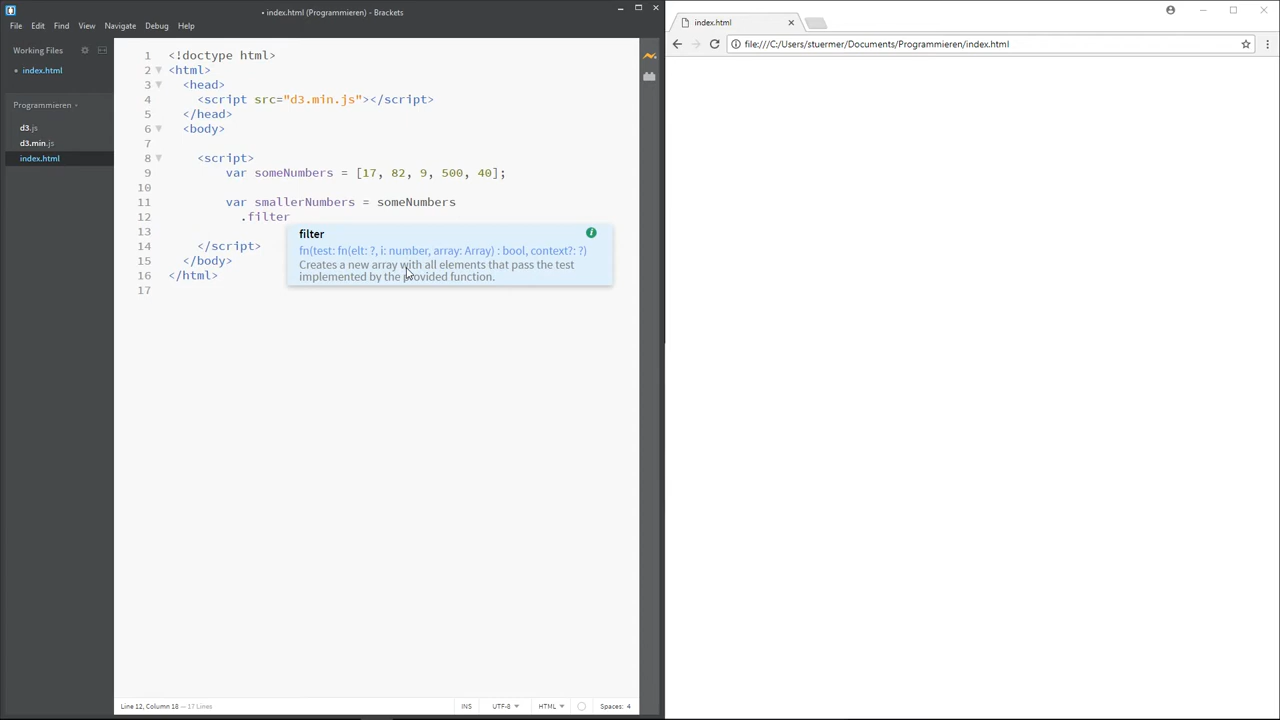 • index.html (Programmieren) - Brackets
File Edit Find View Navigate Debug Help
Working Files
• index.html
Programmieren
d3.js
d3.min.js
index.html
1 <!doctype html>
2 <html>
3 <head>
4 <script src="d3.min.js"></script>
5 </head>
6 <body>
7
8 <script>
9 var someNumbers = [17, 82, 9, 500, 40];
10
11 var smallerNumbers = someNumbers
12 .filter
13
14 </script>
15 </body>
16 </html>
17
filter
fn(test: fn(elt: ?, i: number, array: Array) : bool, context?: ?)
Creates a new array with all elements that pass the test
implemented by the provided function.
Line 12, Column 18 — 17 Lines
INS UTF-8 HTML Spaces: 4
index.html
file:///C:/Users/stuermer/Documents/Programmieren/index.html